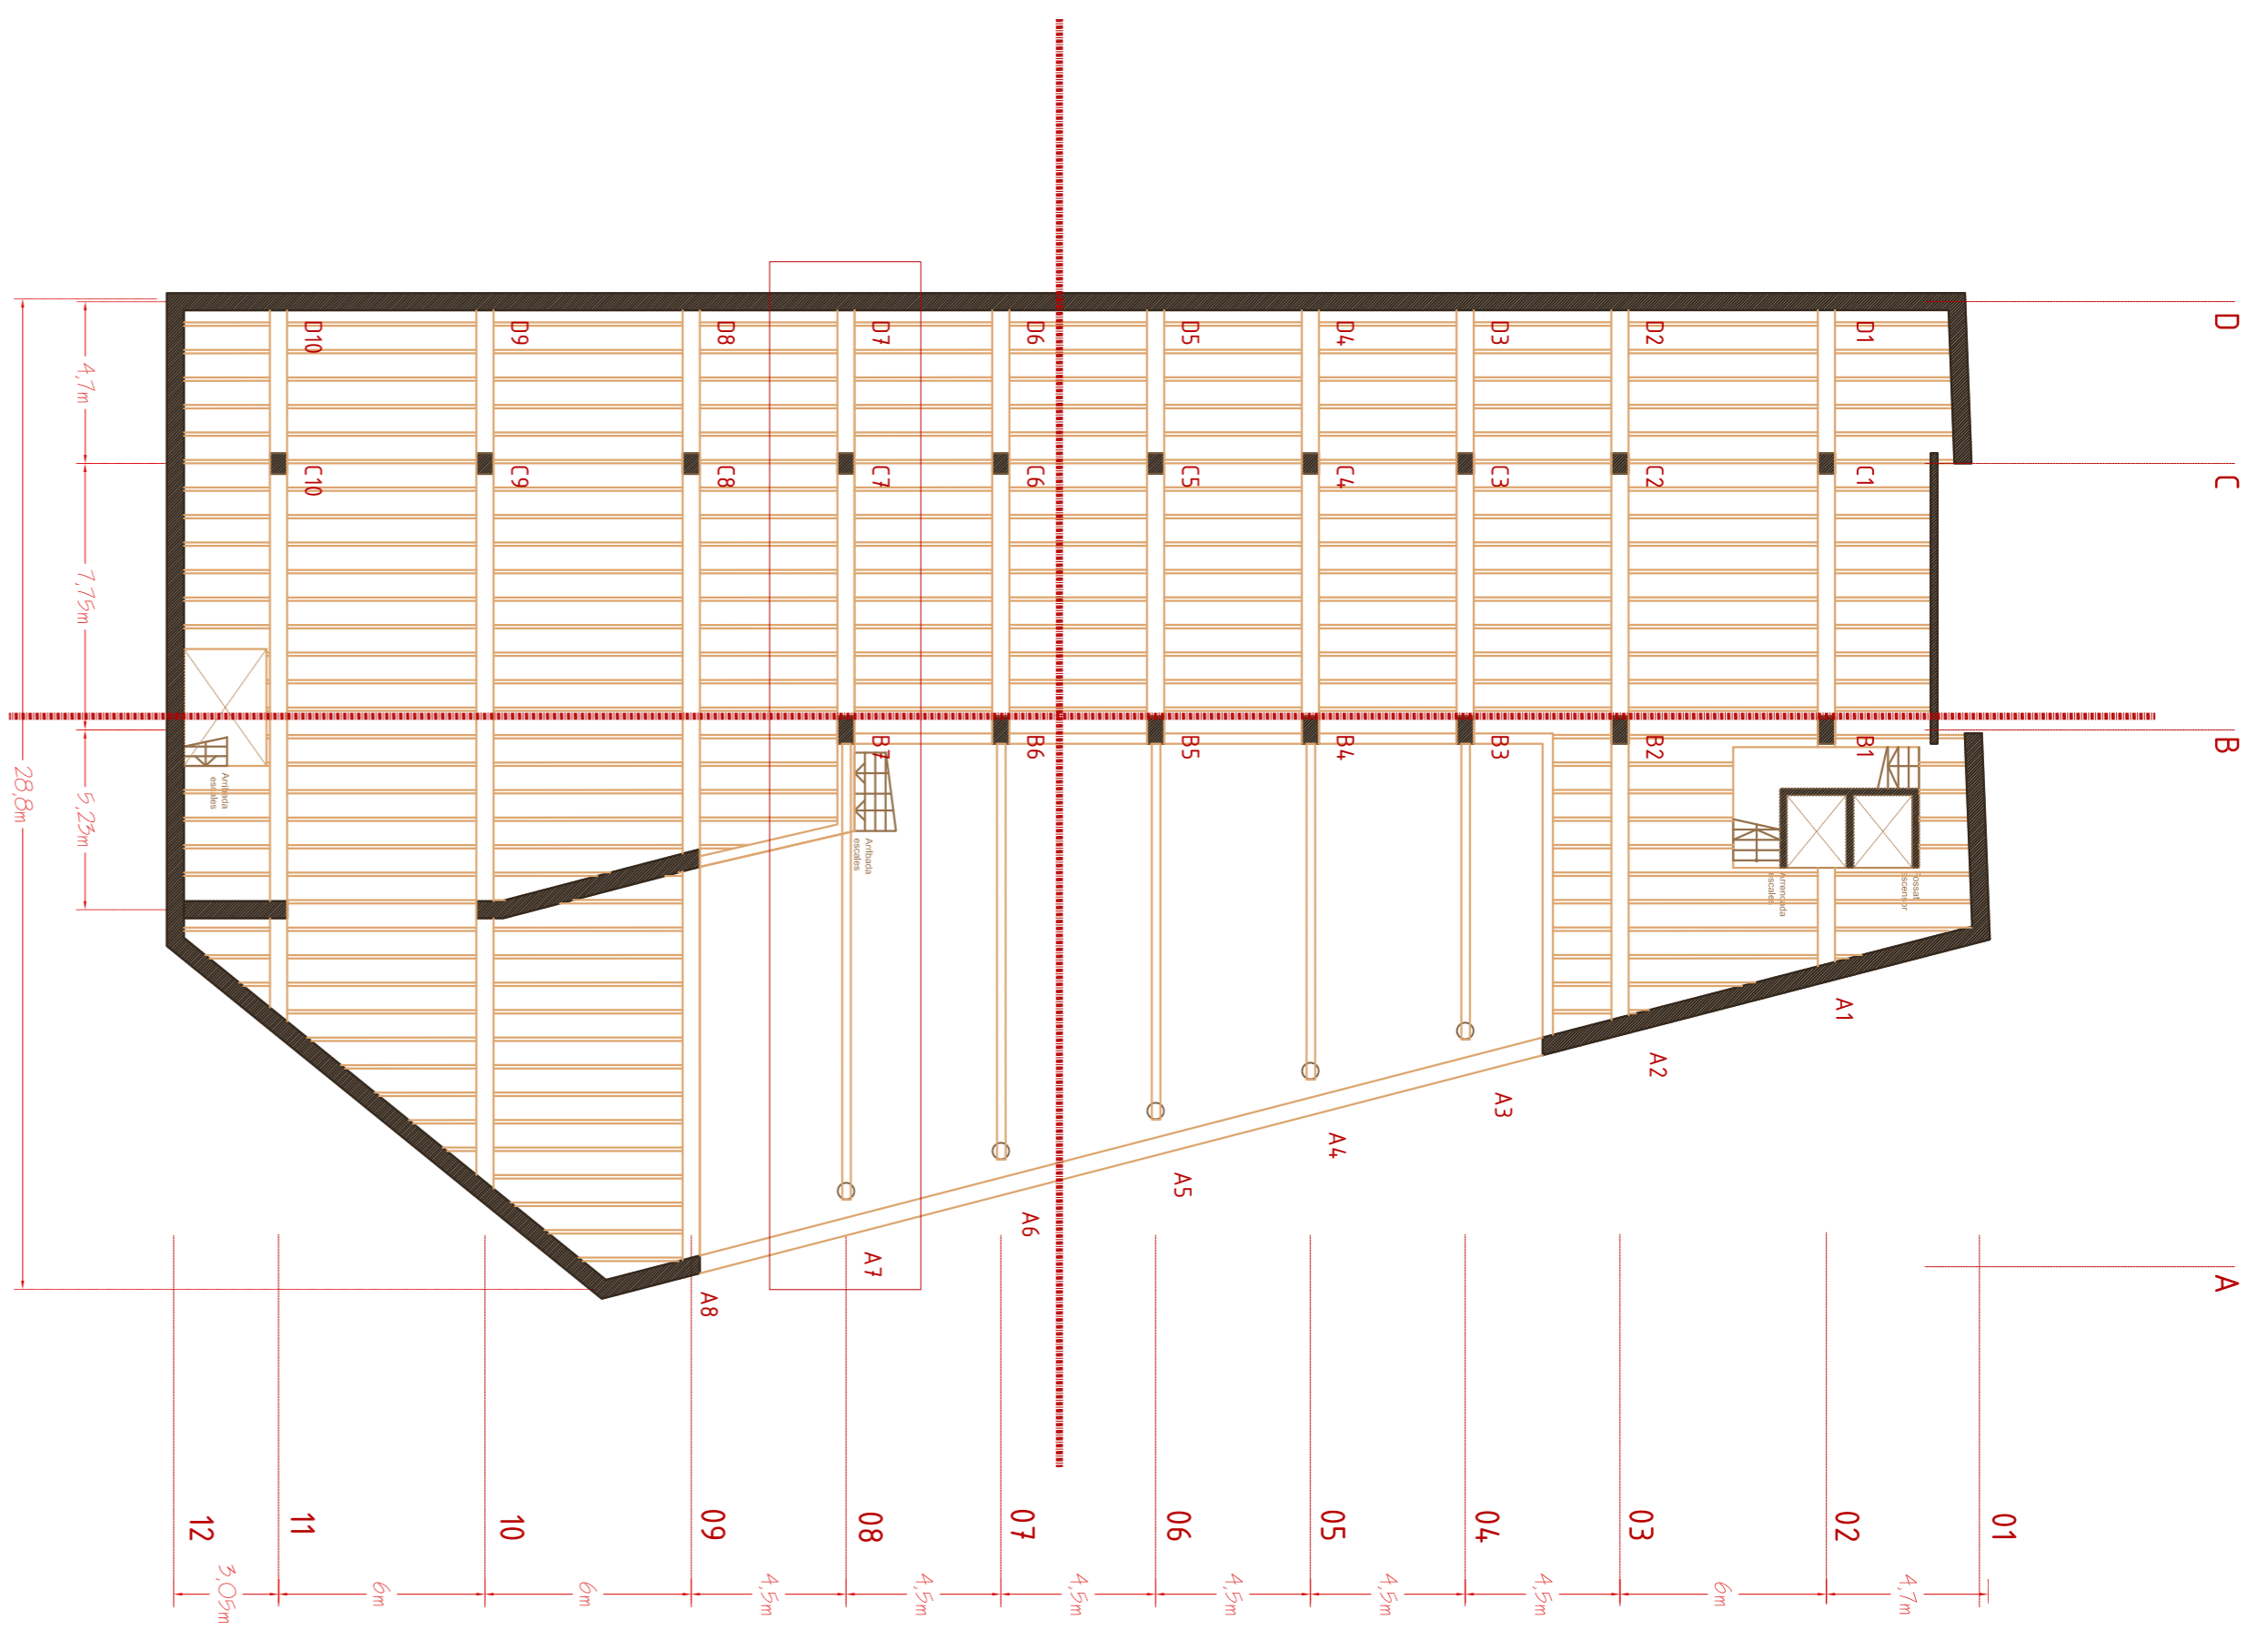 D
C
B
A
D10
D9
D8
D7
D6
D5
D4
D3
D2
D1
C10
C9
C8
C7
C6
C5
C4
C3
C2
C1
B7
B6
B5
B4
B3
B2
B1
A1
A2
A3
A4
A5
A6
A7
A8
Arribada
escales
Arribada
escales
Arrencada
escales
12
11
10
09
08
07
06
05
04
03
02
01
3,05m
6m
6m
4,5m
4,5m
4,5m
4,5m
4,5m
4,5m
6m
4,7m
4,7m
7,75m
5,23m
28,8m